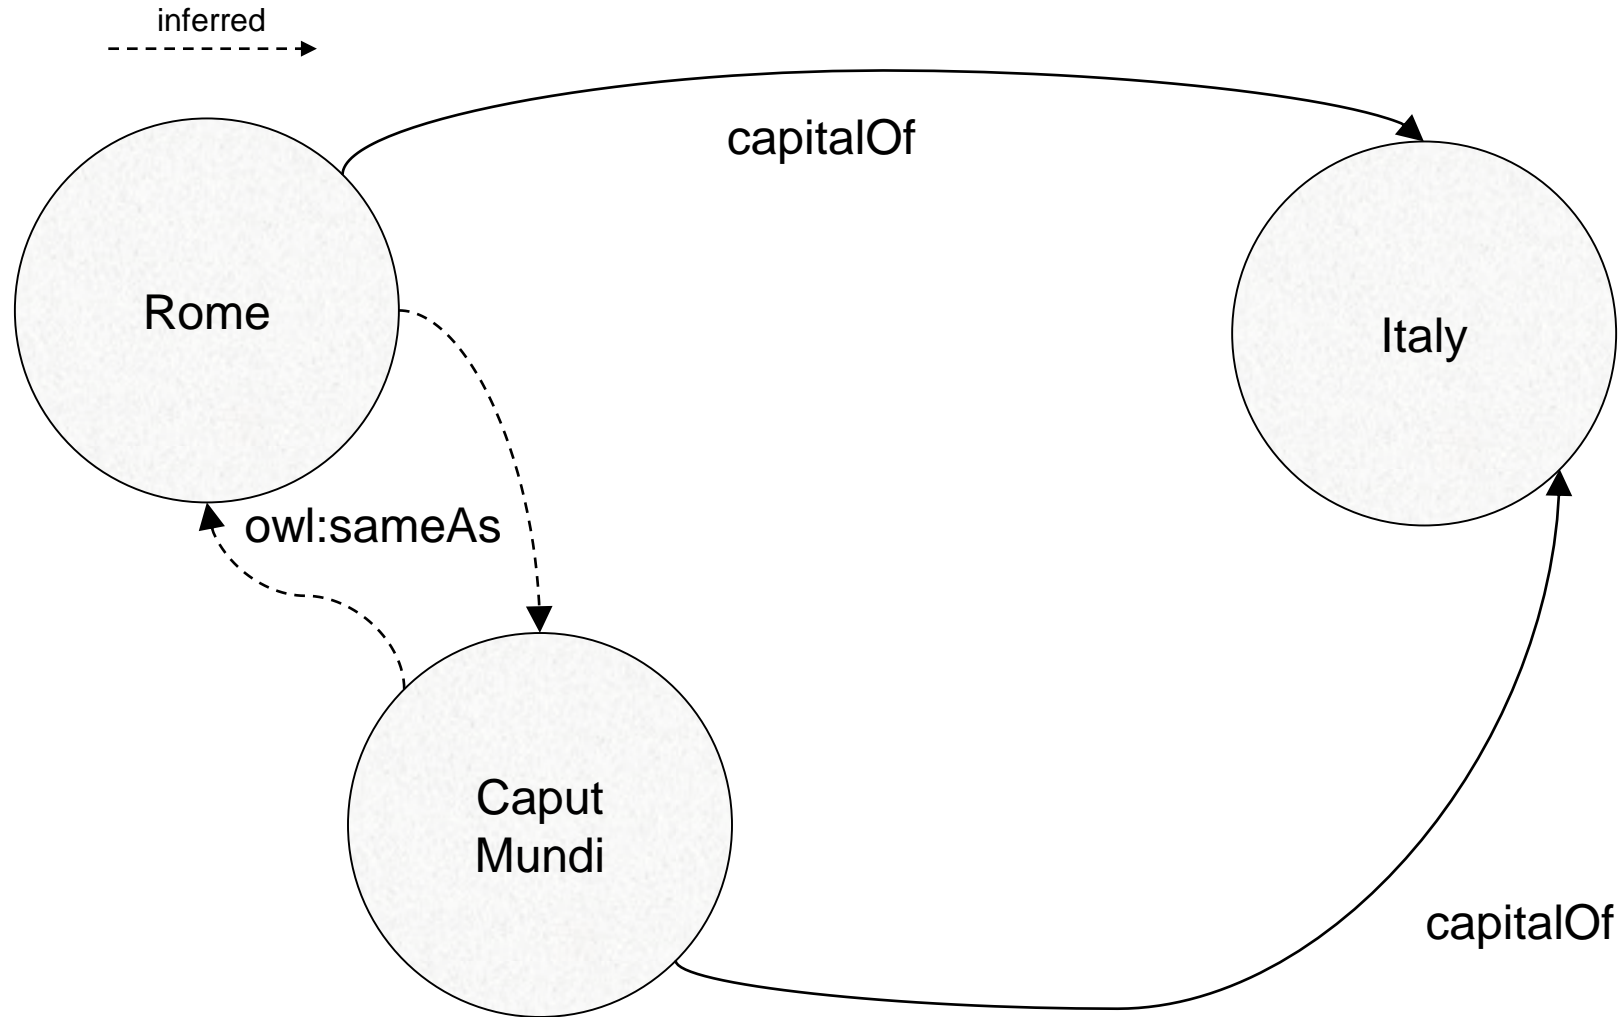 inferred
capitalOf
Rome
Italy
owl:sameAs
Caput
Mundi
capitalOf